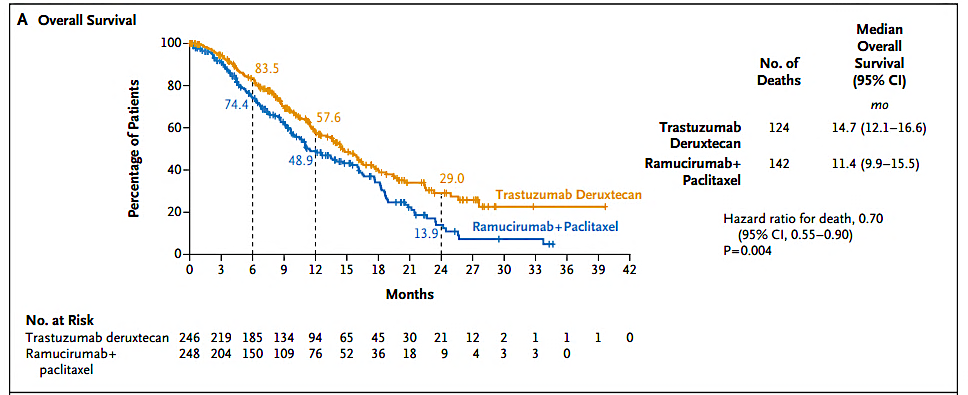 A Overall Survival
Percentage of Patients
100
80
60
40
20
0
83.5
74.4
57.6
48.9
29.0
13.9
Trastuzumab Deruxtecan
Ramucirumab+Paclitaxel
0 3 6 9 12 15 18 21 24 27 30 33 36 39 42
Months
No. of Deaths
Median Overall Survival (95% CI)
mo
Trastuzumab Deruxtecan 124 14.7 (12.1–16.6)
Ramucirumab+ Paclitaxel 142 11.4 (9.9–15.5)
Hazard ratio for death, 0.70
(95% CI, 0.55–0.90)
P=0.004
No. at Risk
Trastuzumab deruxtecan 246 219 185 134 94 65 45 30 21 12 2 1 1 1 0
Ramucirumab+ 248 204 150 109 76 52 36 18 9 4 3 3 0
paclitaxel